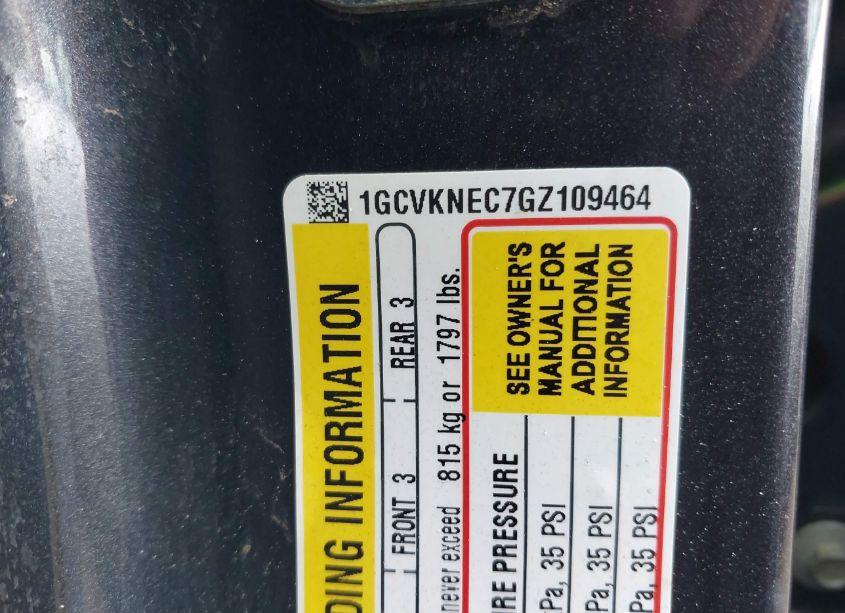 1GCVKNEC7GZ109464
DING INFORMATION
FRONT 3 REAR 3
never exceed 815 kg or 1797 lbs.
SEE OWNER'S
MANUAL FOR
ADDITIONAL
INFORMATION
RE PRESSURE
Pa, 35 PSI
Pa, 35 PSI
Pa, 35 PSI